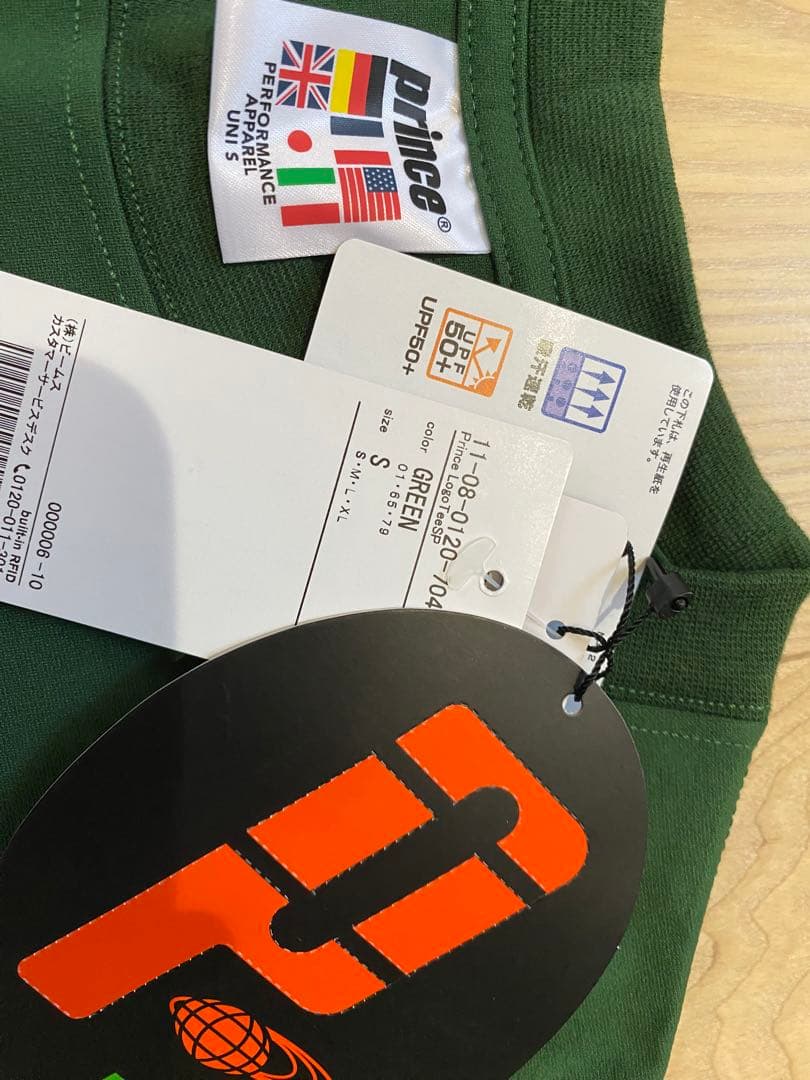 prince®
PERFORMANCE
APPAREL
UNI S
この下札は、再生紙を
使用しています。
吸汗速乾
UPF
50+
UPF50+
11-08-0120-704
Prince LogoTeeSP
color GREEN
01・65・79
size S
S・M・L・XL
000006-10
built-in RFID
(株)ビームス
カスタマーサービスデスク 0120-011-301